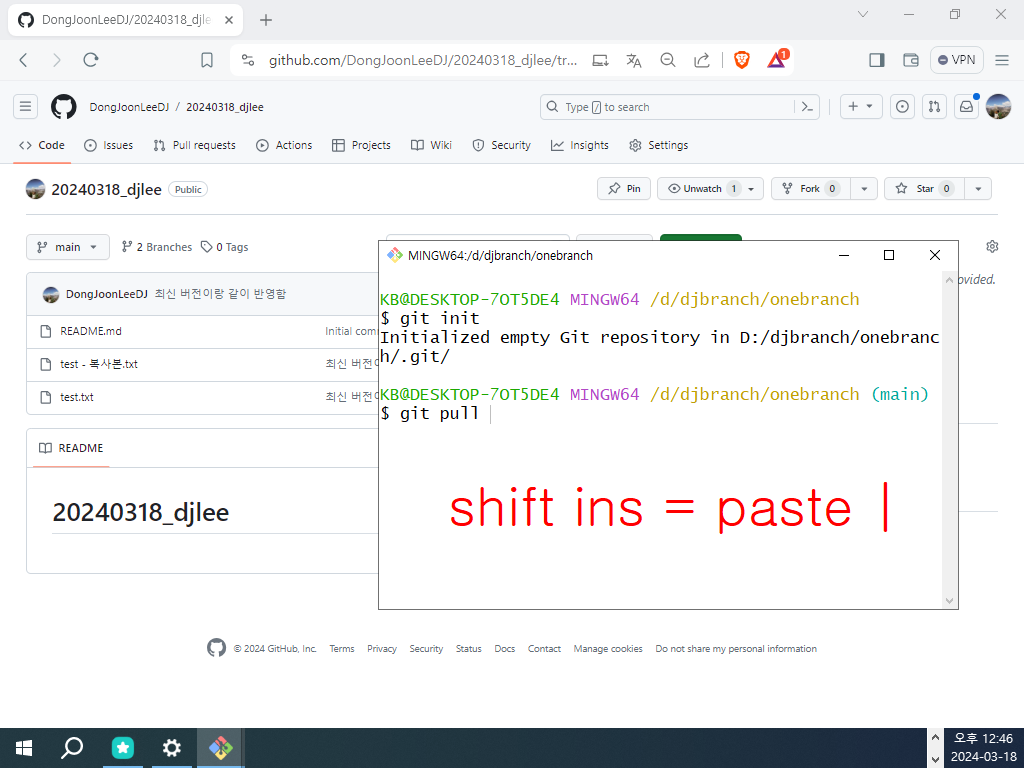 DongJoonLeeDJ/20240318_djle
github.com/DongJoonLeeDJ/20240318_djlee/tr...
1
VPN
DongJoonLeeDJ / 20240318_djlee
Type / to search
Code Issues Pull requests Actions Projects Wiki Security Insights Settings
20240318_djlee Public
Pin Unwatch 1 Fork 0 Star 0
main 2 Branches 0 Tags
DongJoonLeeDJ 최신 버전이랑 같이 반영함
README.md Initial com
test - 복사본.txt 최신 버전이
test.txt 최신 버전이
README
20240318_djlee
ovided.
MINGW64:/d/djbranch/onebranch
KB@DESKTOP-7OT5DE4 MINGW64 /d/djbranch/onebranch
$ git init
Initialized empty Git repository in D:/djbranch/onebranc
h/.git/
KB@DESKTOP-7OT5DE4 MINGW64 /d/djbranch/onebranch (main)
$ git pull
shift ins = paste
© 2024 GitHub, Inc. Terms Privacy Security Status Docs Contact Manage cookies Do not share my personal information
오후 12:46
2024-03-18